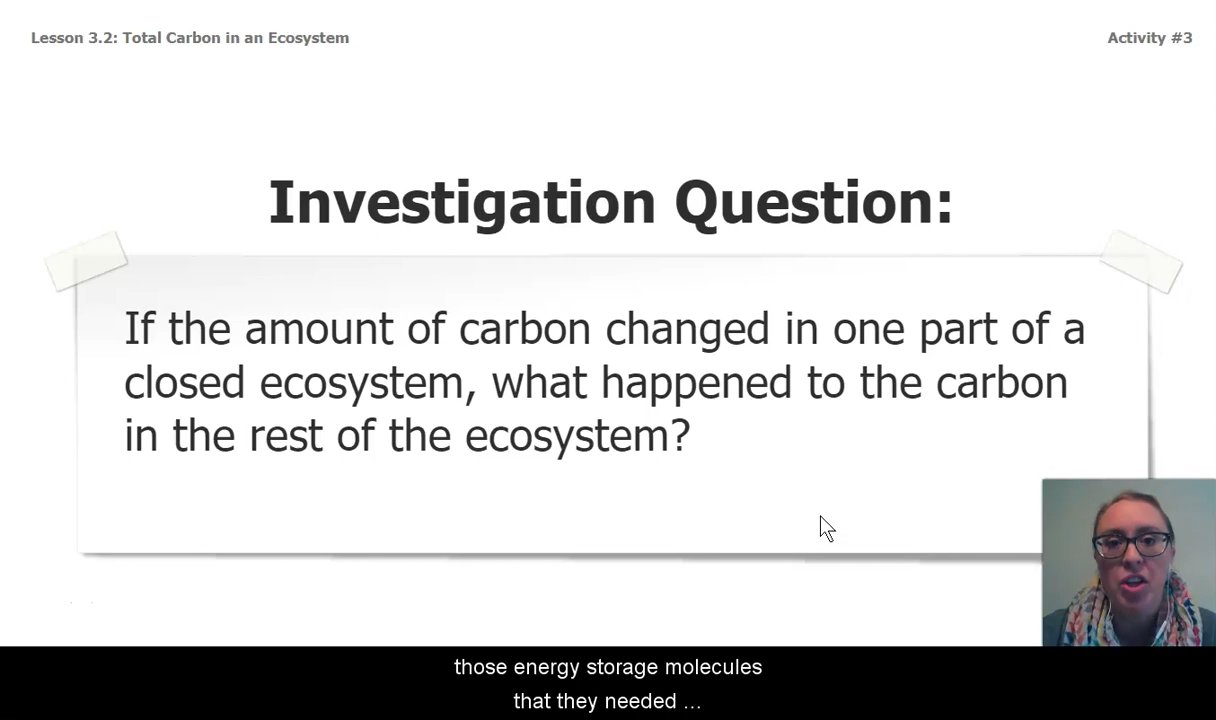 Lesson 3.2: Total Carbon in an Ecosystem
Activity #3
Investigation Question:
If the amount of carbon changed in one part of a
closed ecosystem, what happened to the carbon
in the rest of the ecosystem?
those energy storage molecules
that they needed ...